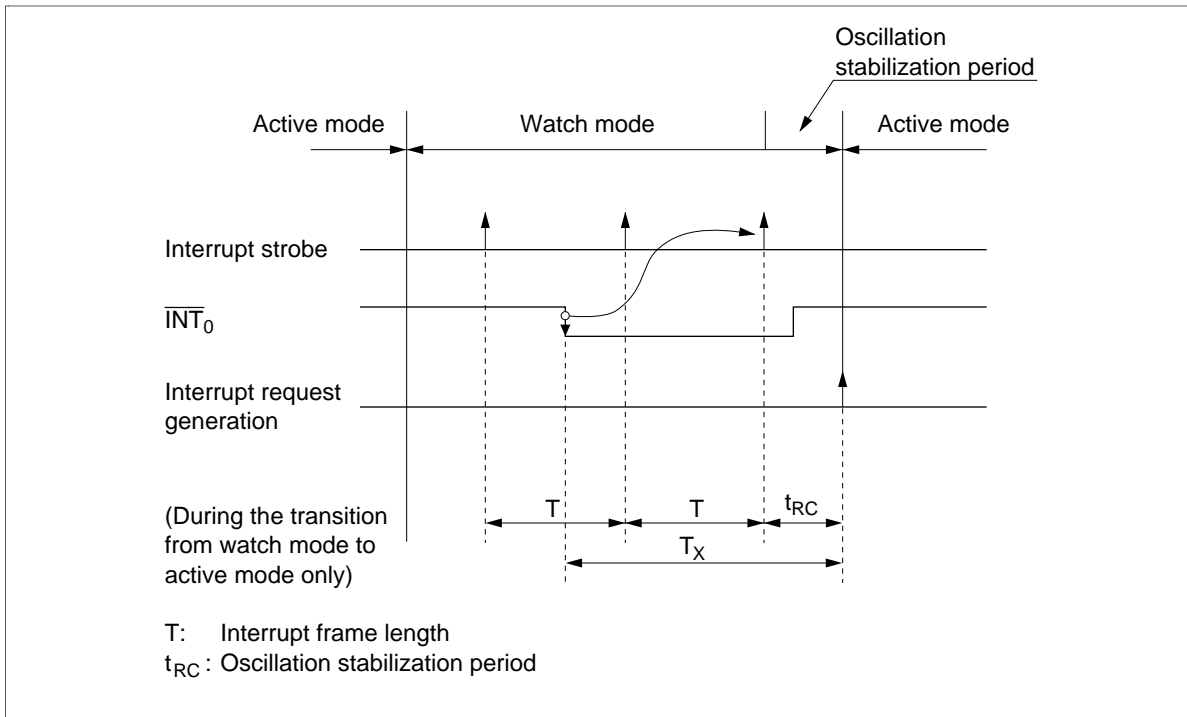 Oscillation
stabilization period
Active mode
Watch mode
Active mode
Interrupt strobe
INT0
Interrupt request
generation
T
T
tRC
TX
(During the transition
from watch mode to
active mode only)
T: Interrupt frame length
tRC : Oscillation stabilization period